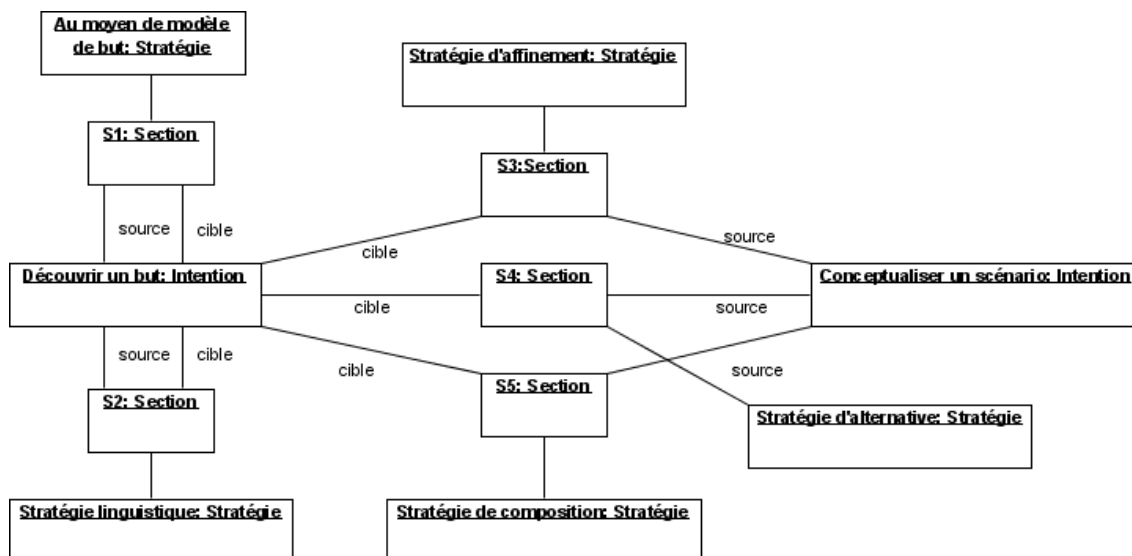 Au moyen de modèle
de but: Stratégie
Stratégie d'affinement: Stratégie
S1: Section
S3:Section
source
cible
cible
source
Découvrir un but: Intention
S4: Section
Conceptualiser un scénario: Intention
cible
source
source
cible
cible
source
S2: Section
S5: Section
Stratégie d'alternative: Stratégie
Stratégie linguistique: Stratégie
Stratégie de composition: Stratégie